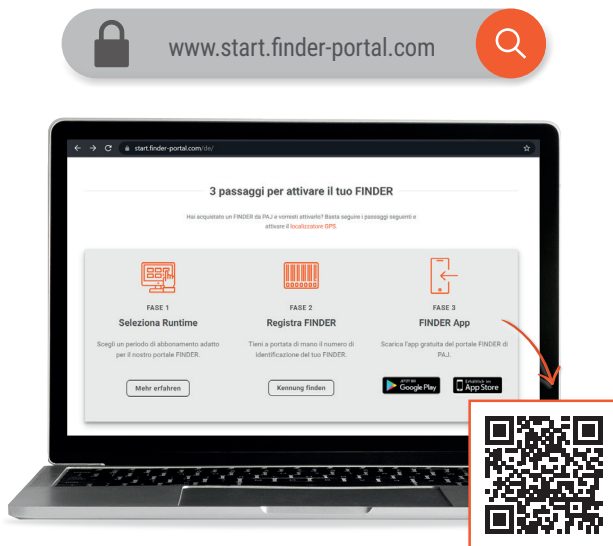 www.start.finder-portal.com
start.finder-portal.com/de/
3 passaggi per attivare il tuo FINDER
Hai acquistato un FINDER da PAJ e vorresti attivarlo? Basta seguire i passaggi seguenti e
attivare il localizzatore GPS.
FASE 1
Seleziona Runtime
Scegli un periodo di abbonamento adatto
per il nostro portale FINDER.
Mehr erfahren
FASE 2
Registra FINDER
Tieni a portata di mano il numero di
identificazione del tuo FINDER.
Kennung finden
FASE 3
FINDER App
Scarica l'app gratuita del portale FINDER di
PAJ.
JETZT BEI
Google Play
Erhältlich im
App Store